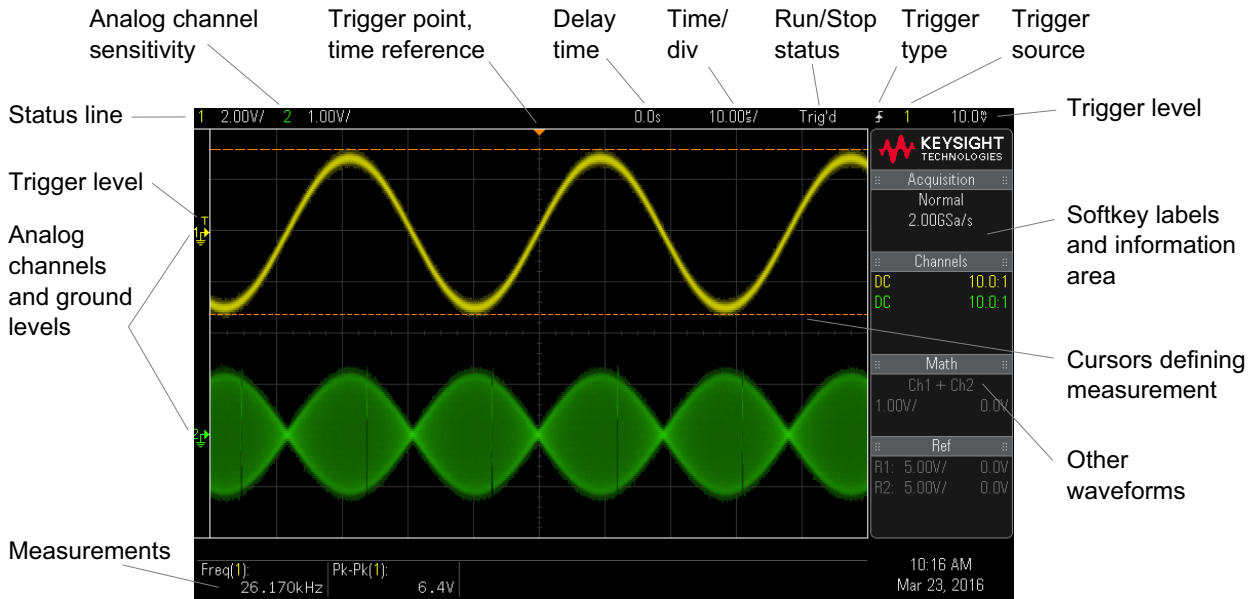 Analog channel
sensitivity
Trigger point,
time reference
Delay
time
Time/
div
Run/Stop
status
Trigger
type
Trigger
source
Status line
1 2.00V/ 2 1.00V/ 0.0s 10.00µs/ Trig'd 1 10.0mV
Trigger level
Trigger level
T
1
Analog
channels
and ground
levels
2
KEYSIGHT
TECHNOLOGIES
Acquisition
Normal
2.00GSa/s
Channels
DC 10.0:1
DC 10.0:1
Math
Ch1 + Ch2
1.00V/ 0.0V
Ref
R1: 5.00V/ 0.0V
R2: 5.00V/ 0.0V
Softkey labels
and information
area
Cursors defining
measurement
Other
waveforms
Measurements
Freq(1): Pk-Pk(1):
26.170kHz 6.4V
10:16 AM
Mar 23, 2016